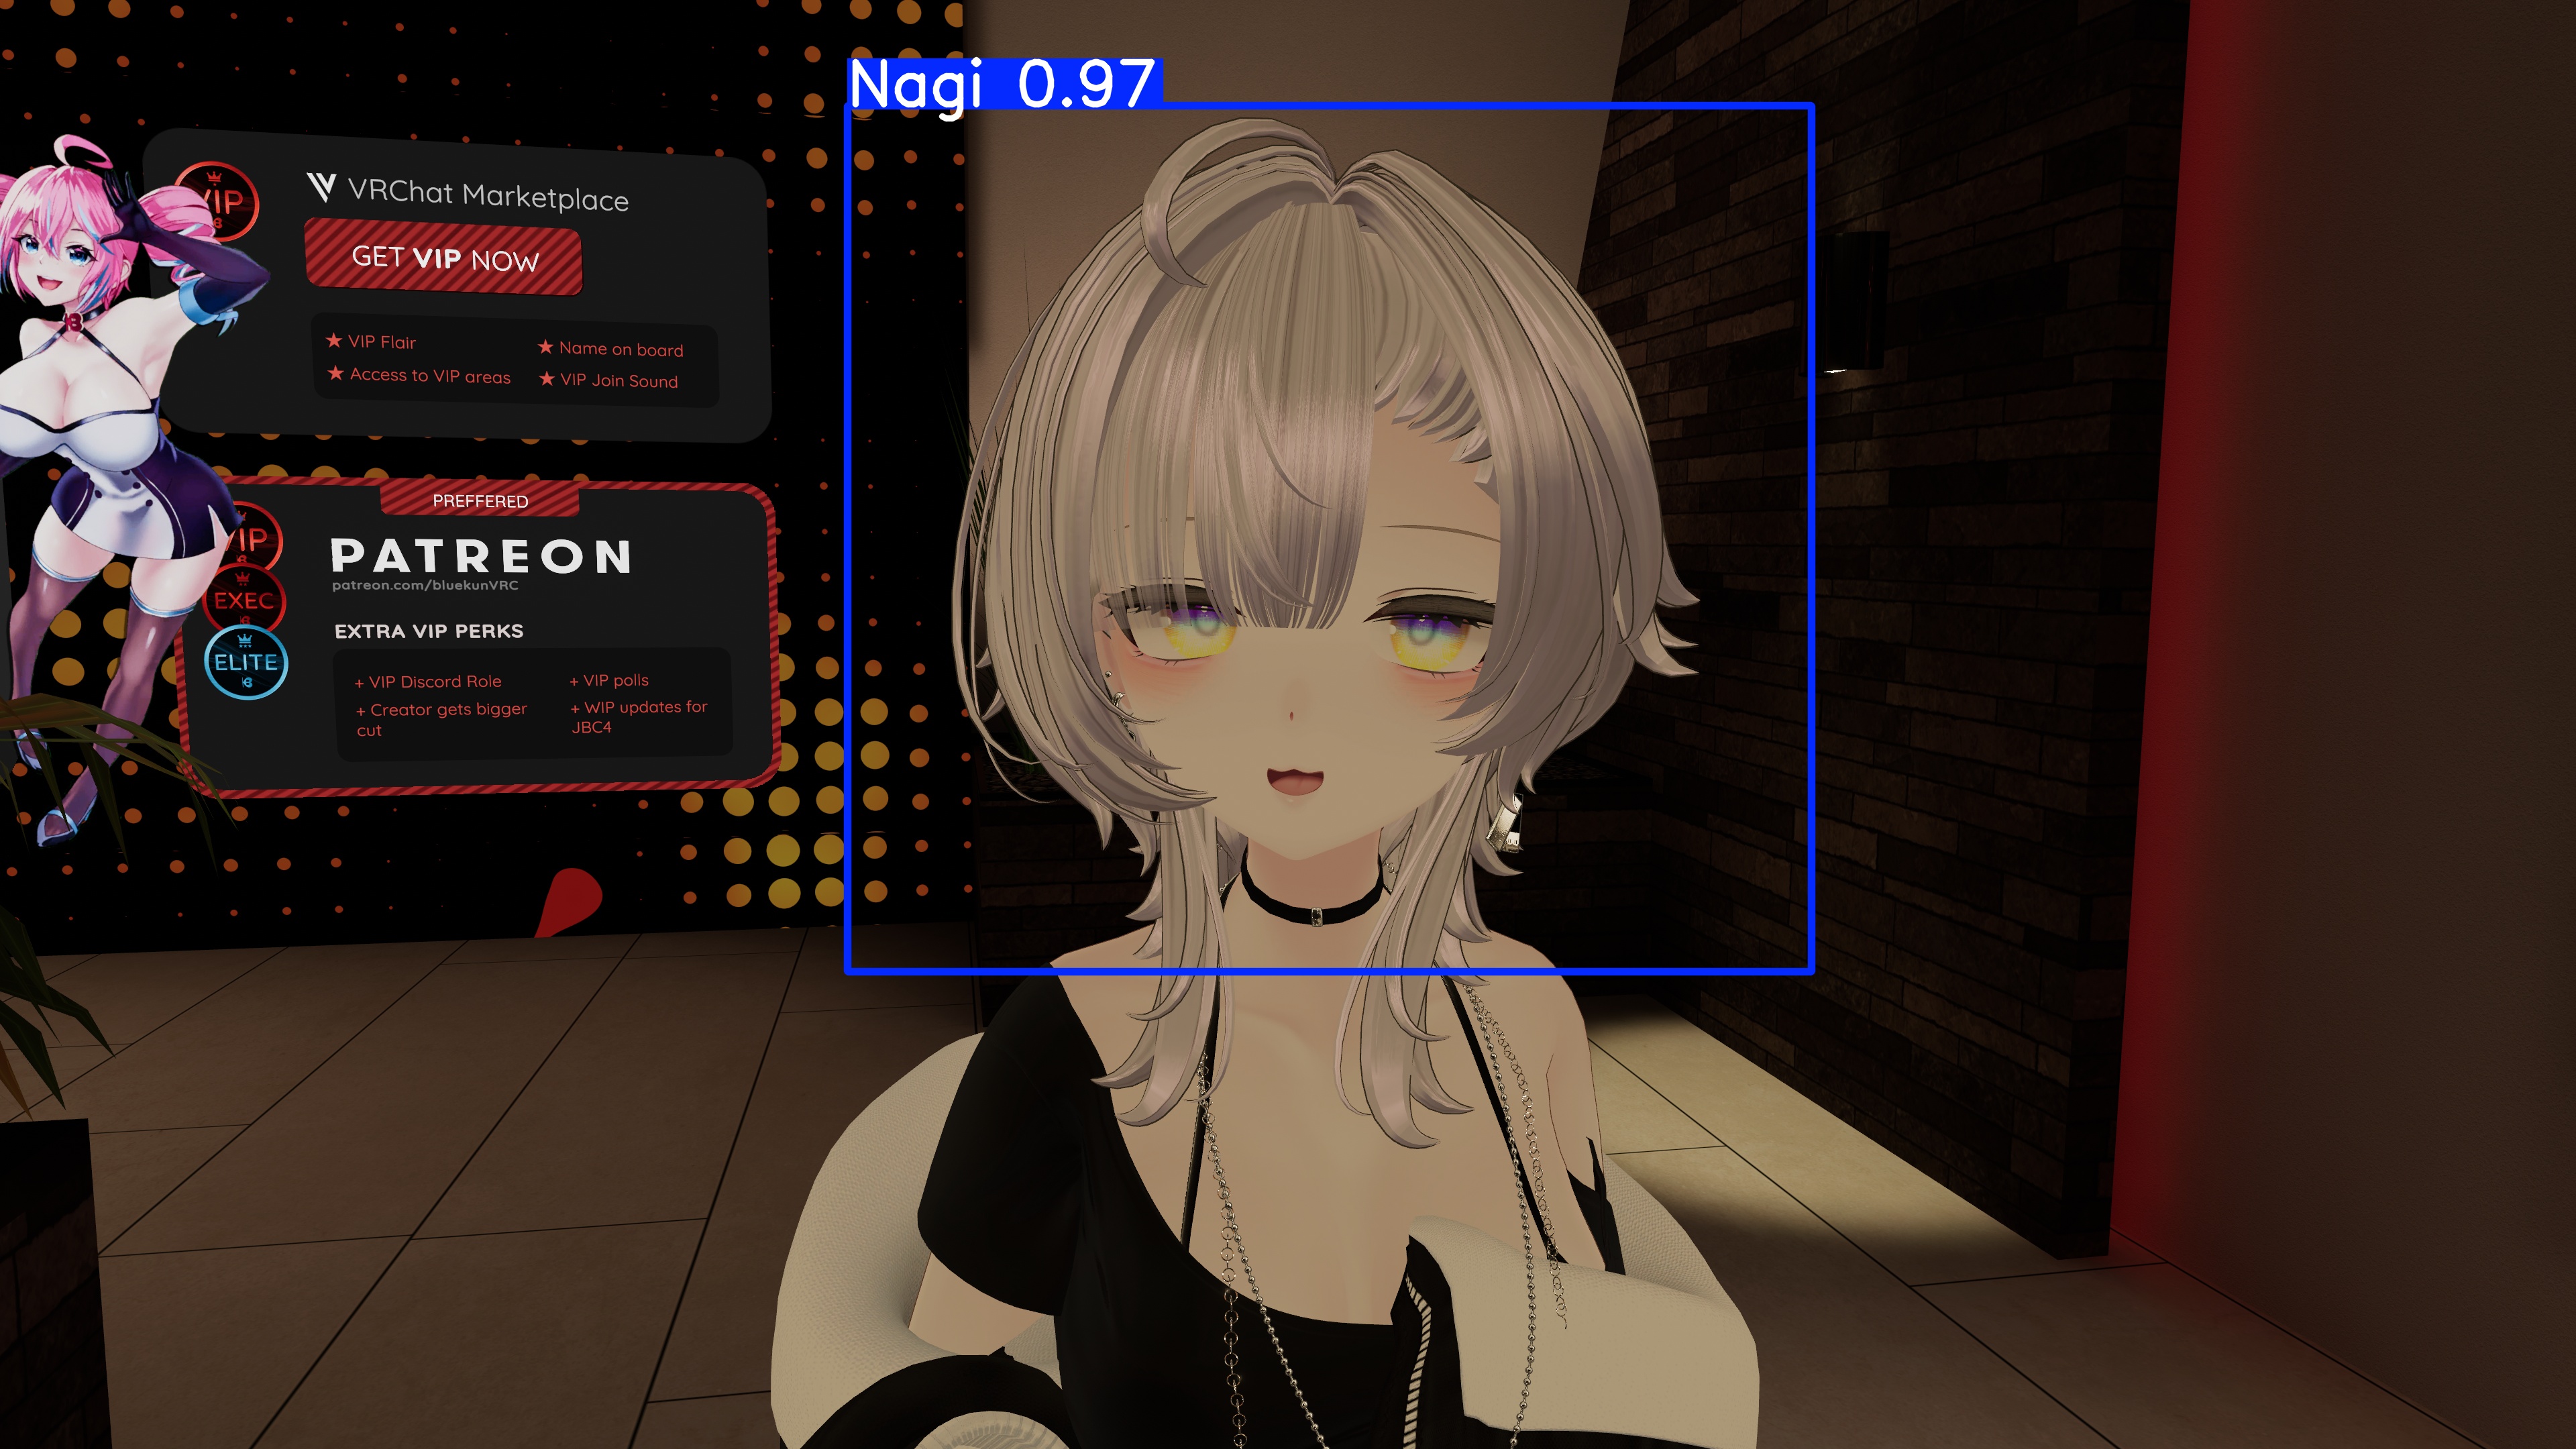 Nagi 0.97
VIP
VRChat Marketplace
GET VIP NOW
★ VIP Flair
★ Name on board
★ Access to VIP areas
★ VIP Join Sound
PREFFERED
VIP
EXEC
ELITE
PATREON
patreon.com/bluekunVRC
EXTRA VIP PERKS
+ VIP Discord Role
+ VIP polls
+ Creator gets bigger
cut
+ WIP updates for
JBC4